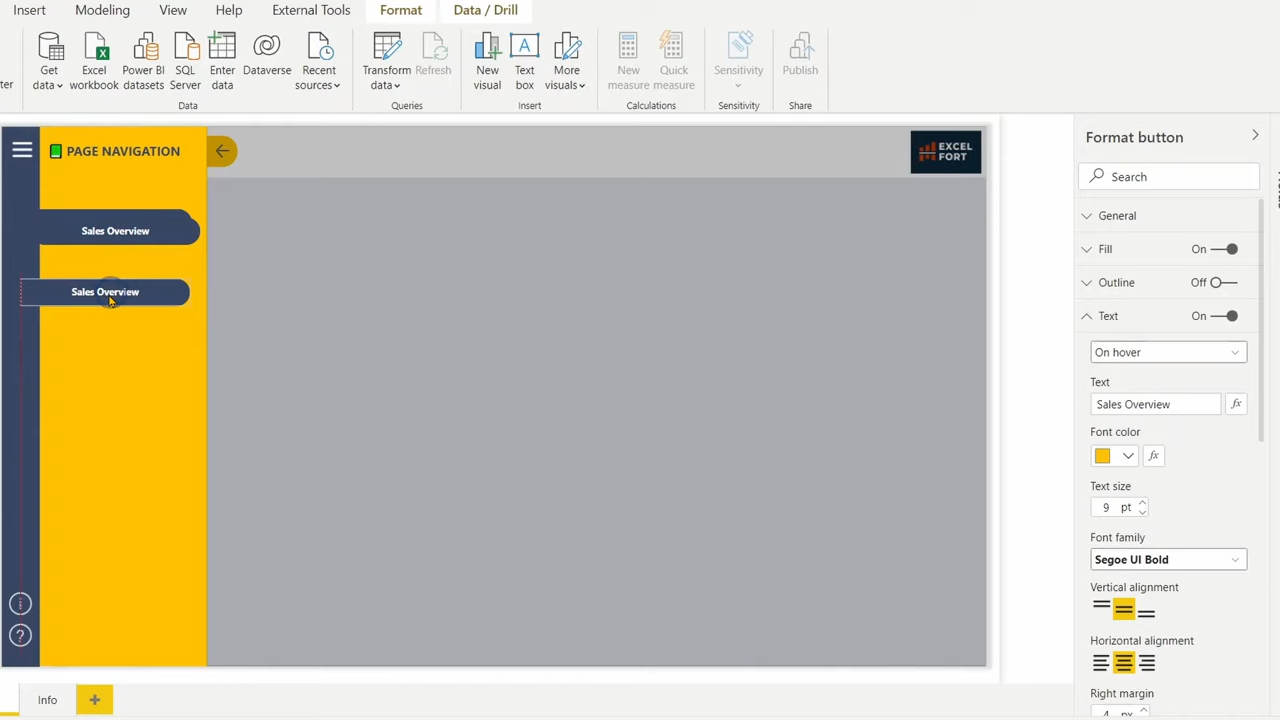 Insert Modeling View Help External Tools Format Data / Drill
Get data
Excel workbook
Power BI datasets
SQL Server
Enter data
Dataverse
Recent sources
Transform data
Refresh
New visual
Text box
More visuals
New measure
Quick measure
Sensitivity
Publish
ter
Data
Queries
Insert
Calculations
Sensitivity
Share
PAGE NAVIGATION
EXCEL
FORT
Sales Overview
Sales Overview
i
?
Format button
Search
General
Fill On
Outline Off
Text On
On hover
Text
Sales Overview fx
Font color
fx
Text size
9 pt
Font family
Segoe UI Bold
Vertical alignment
Horizontal alignment
Right margin
4 px
Info +